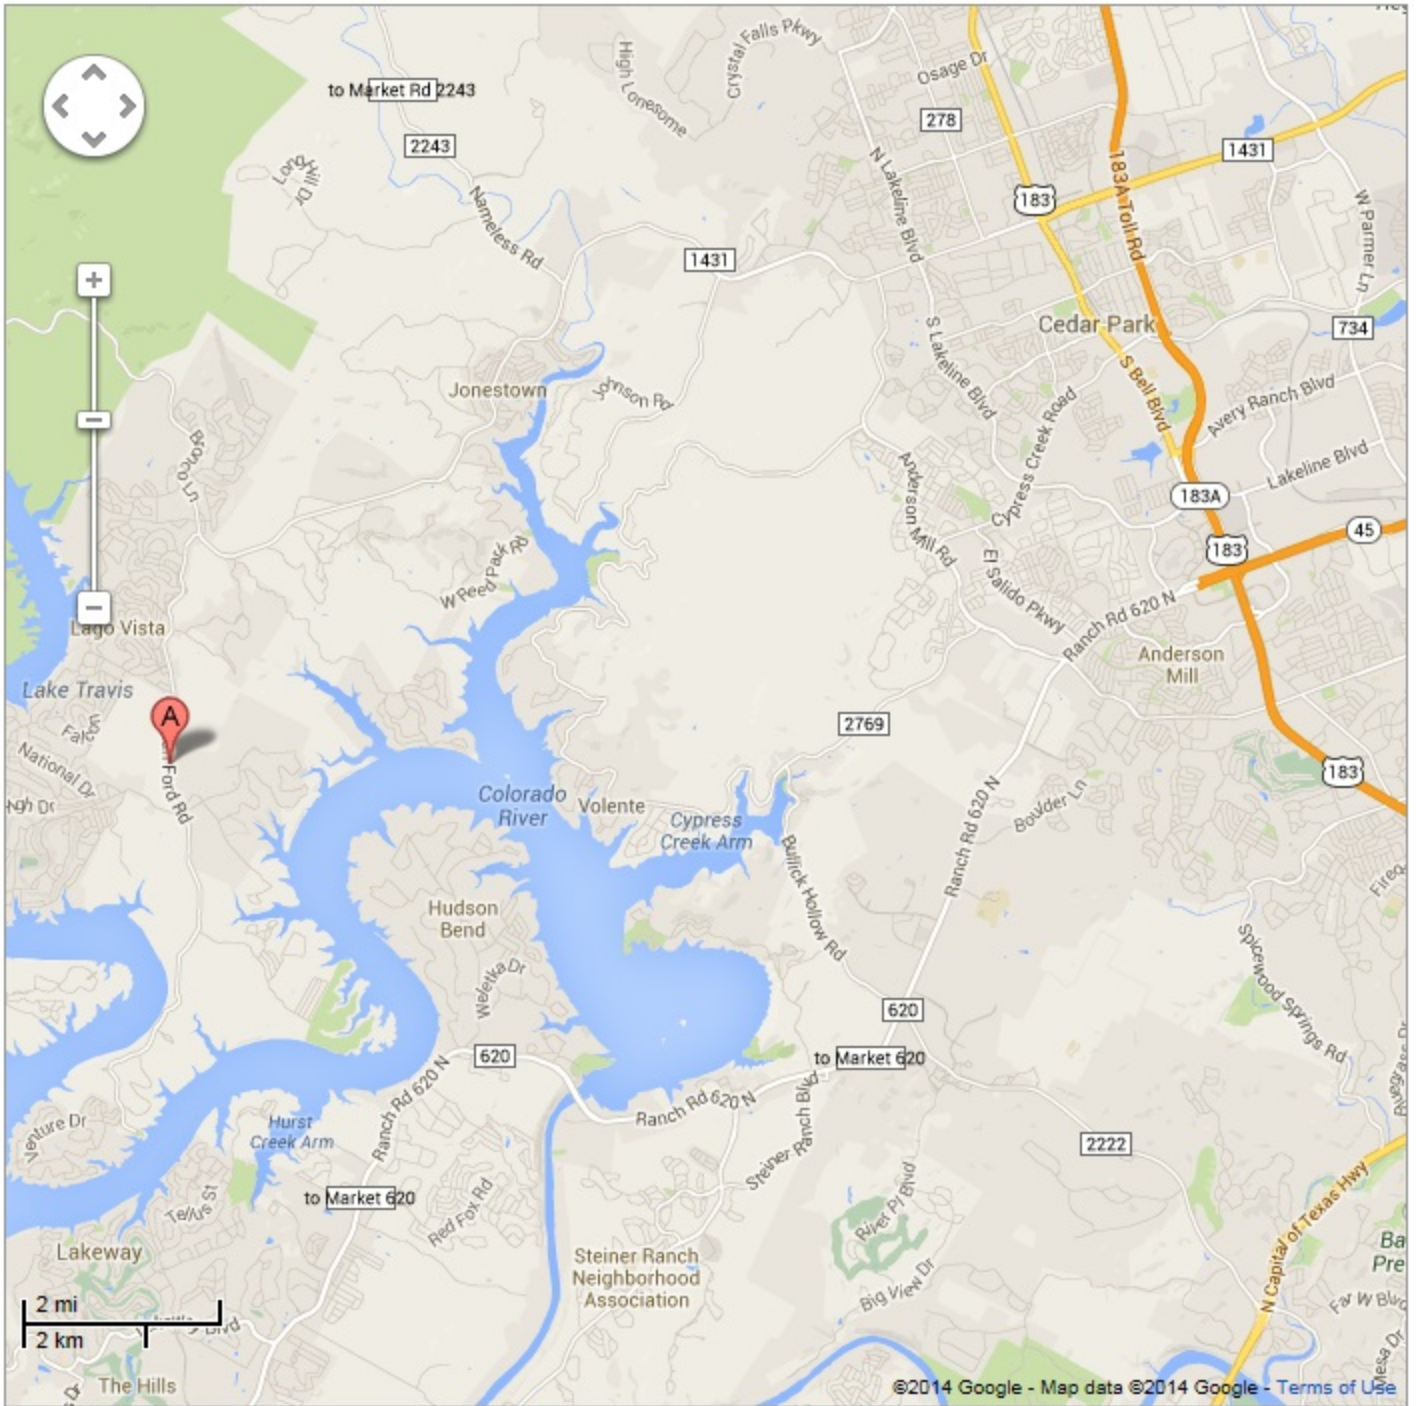 Crystal Falls Pkwy
High Lonesome
Osage Dr
to Market Rd 2243
278
2243
1431
183A Toll Rd
183
Long Hill Dr
N Lakeline Blvd
W Parmer Ln
Nameless Rd
1431
Cedar Park
734
S Lakeline Blvd
S Bell Blvd
Jonestown
Johnson Rd
Avery Ranch Blvd
Cypress Creek Road
Bronco Ln
Lakeline Blvd
Anderson Mill Rd
183A
45
183
W Reed Park Rd
El Salido Pkwy
Ranch Rd 620 N
Lago Vista
Anderson
Mill
Lake Travis
A
2769
National Dr
Ford Rd
183
Colorado
River
Volente
Cypress
Creek Arm
Ranch Rd 620 N
Boulder Ln
Bullick Hollow Rd
Hudson
Bend
Weletka Dr
Spicewood Springs Rd
620
620
to Market 620
Ranch Rd 620 N
Ranch Rd 620 N
Venture Dr
Hurst
Creek Arm
Steiner Ranch Blvd
2222
to Market 620
Tellus St
Red Fox Rd
River Pl Blvd
N Capital of Texas Hwy
Lakeway
Steiner Ranch
Neighborhood
Association
Big View Dr
Far W Blvd
2 mi
2 km
Mesa Dr
The Hills
©2014 Google - Map data ©2014 Google - Terms of Use